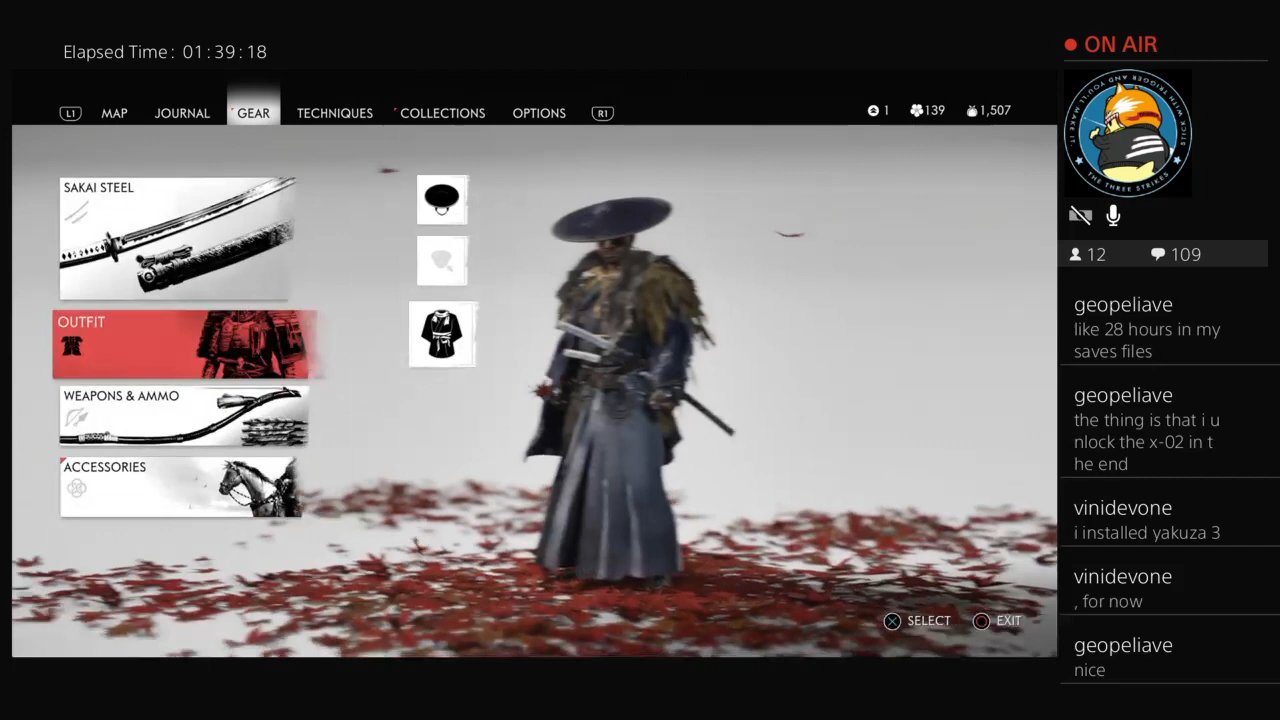 Elapsed Time: 01:39:18
ON AIR
L1 MAP JOURNAL GEAR TECHNIQUES COLLECTIONS OPTIONS R1
1 139 1,507
SAKAI STEEL
OUTFIT
WEAPONS & AMMO
ACCESSORIES
SELECT EXIT
THE THREE STRIKES
12 109
geopeliave
like 28 hours in my
saves files
geopeliave
the thing is that i u
nlock the x-02 in t
he end
vinidevone
i installed yakuza 3
vinidevone
, for now
geopeliave
nice